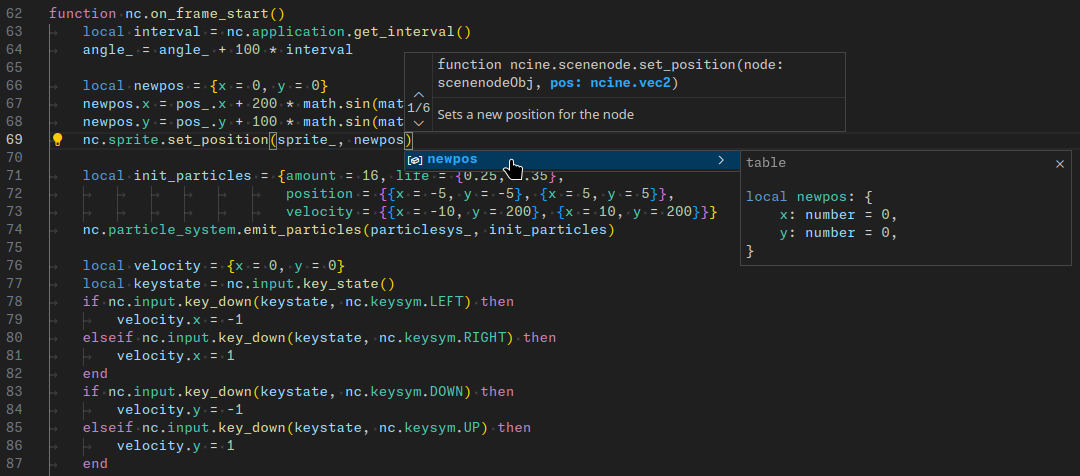 62 function nc.on_frame_start()
63 local interval = nc.application.get_interval()
64 angle_ = angle_ + 100 * interval
65
66 local newpos = {x = 0, y = 0}
67 newpos.x = pos_.x + 200 * math.sin(mat
68 newpos.y = pos_.y + 100 * math.sin(mat
69 nc.sprite.set_position(sprite_, newpos)
70
71 local init_particles = {amount = 16, life = {0.25, .35},
72 position = {{x = -5, y = -5}, {x = 5, y = 5}},
73 velocity = {{x = -10, y = 200}, {x = 10, y = 200}}}
74 nc.particle_system.emit_particles(particlesys_, init_particles)
75
76 local velocity = {x = 0, y = 0}
77 local keystate = nc.input.key_state()
78 if nc.input.key_down(keystate, nc.keysym.LEFT) then
79 velocity.x = -1
80 elseif nc.input.key_down(keystate, nc.keysym.RIGHT) then
81 velocity.x = 1
82 end
83 if nc.input.key_down(keystate, nc.keysym.DOWN) then
84 velocity.y = -1
85 elseif nc.input.key_down(keystate, nc.keysym.UP) then
86 velocity.y = 1
87 end
function ncine.scenenode.set_position(node:
scenenodeObj, pos: ncine.vec2)
1/6
Sets a new position for the node
newpos
table
local newpos: {
x: number = 0,
y: number = 0,
}